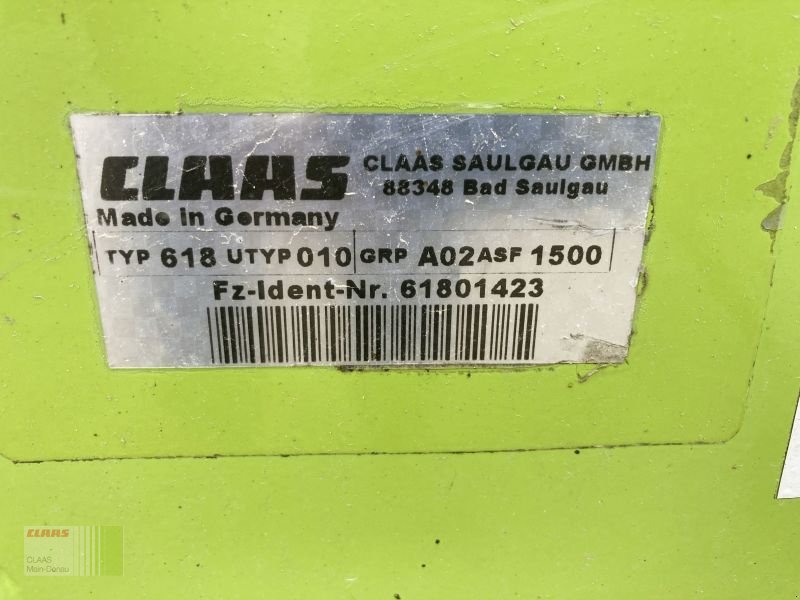 CLAAS
CLAAS SAULGAU GMBH
88348 Bad Saulgau
Made in Germany
TYP 618 UTYP 010 GRP A02 ASF 1500
Fz-Ident-Nr. 61801423
CLAAS
CLAAS
Main-Donau